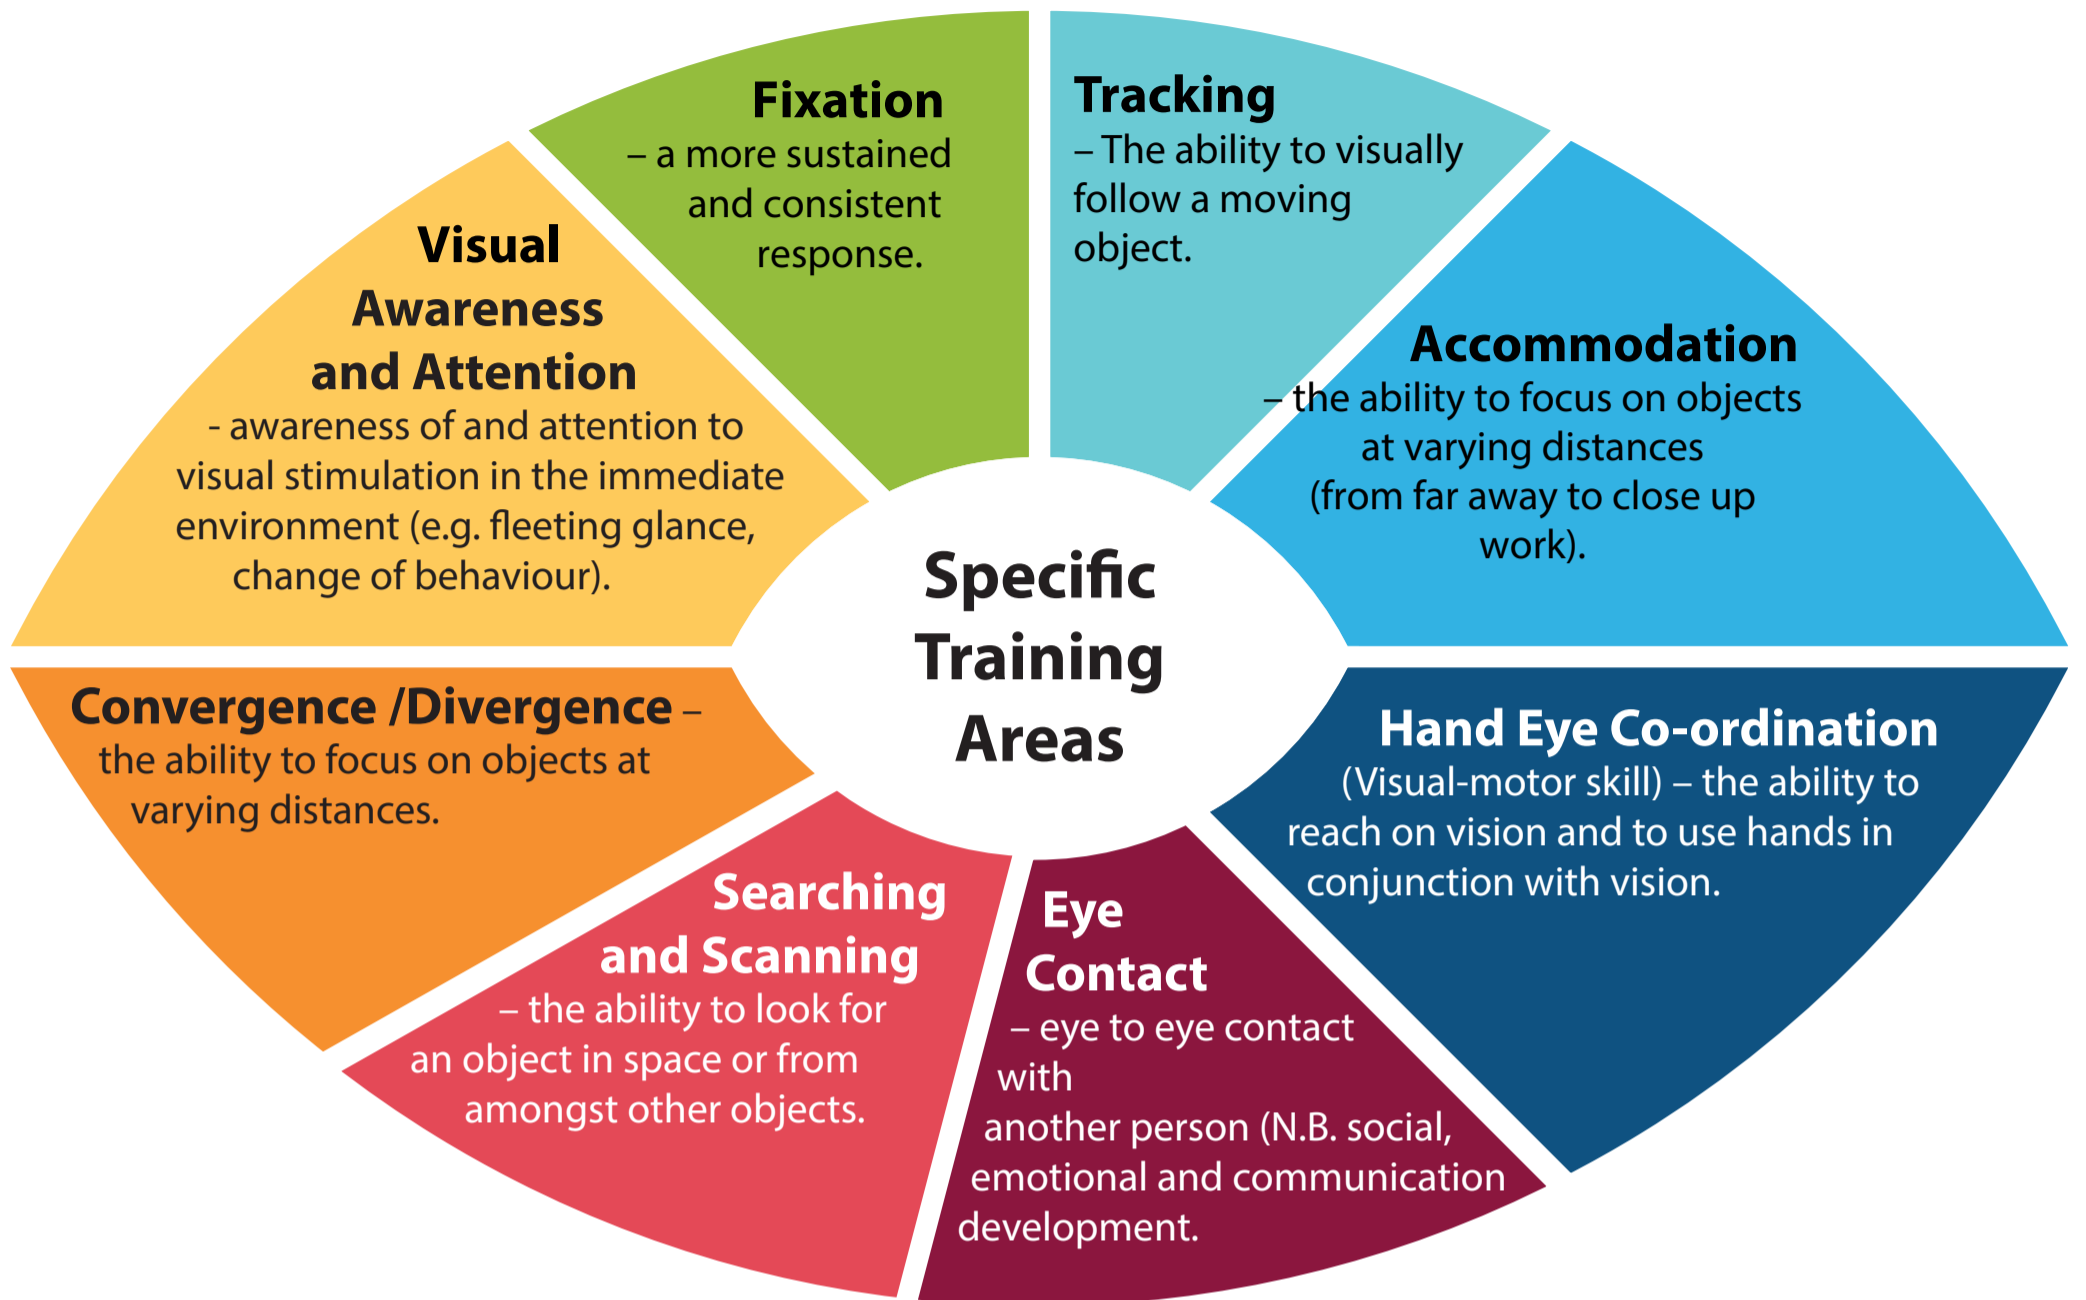 Fixation
– a more sustained
and consistent
response.
Tracking
– The ability to visually
follow a moving
object.
Accommodation
– the ability to focus on objects
at varying distances
(from far away to close up
work).
Hand Eye Co-ordination
(Visual-motor skill) – the ability to
reach on vision and to use hands in
conjunction with vision.
Eye
Contact
– eye to eye contact
with
another person (N.B. social,
emotional and communication
development.
Searching
and Scanning
– the ability to look for
an object in space or from
amongst other objects.
Convergence /Divergence –
the ability to focus on objects at
varying distances.
Visual
Awareness
and Attention
- awareness of and attention to
visual stimulation in the immediate
environment (e.g. fleeting glance,
change of behaviour).
Specific
Training
Areas